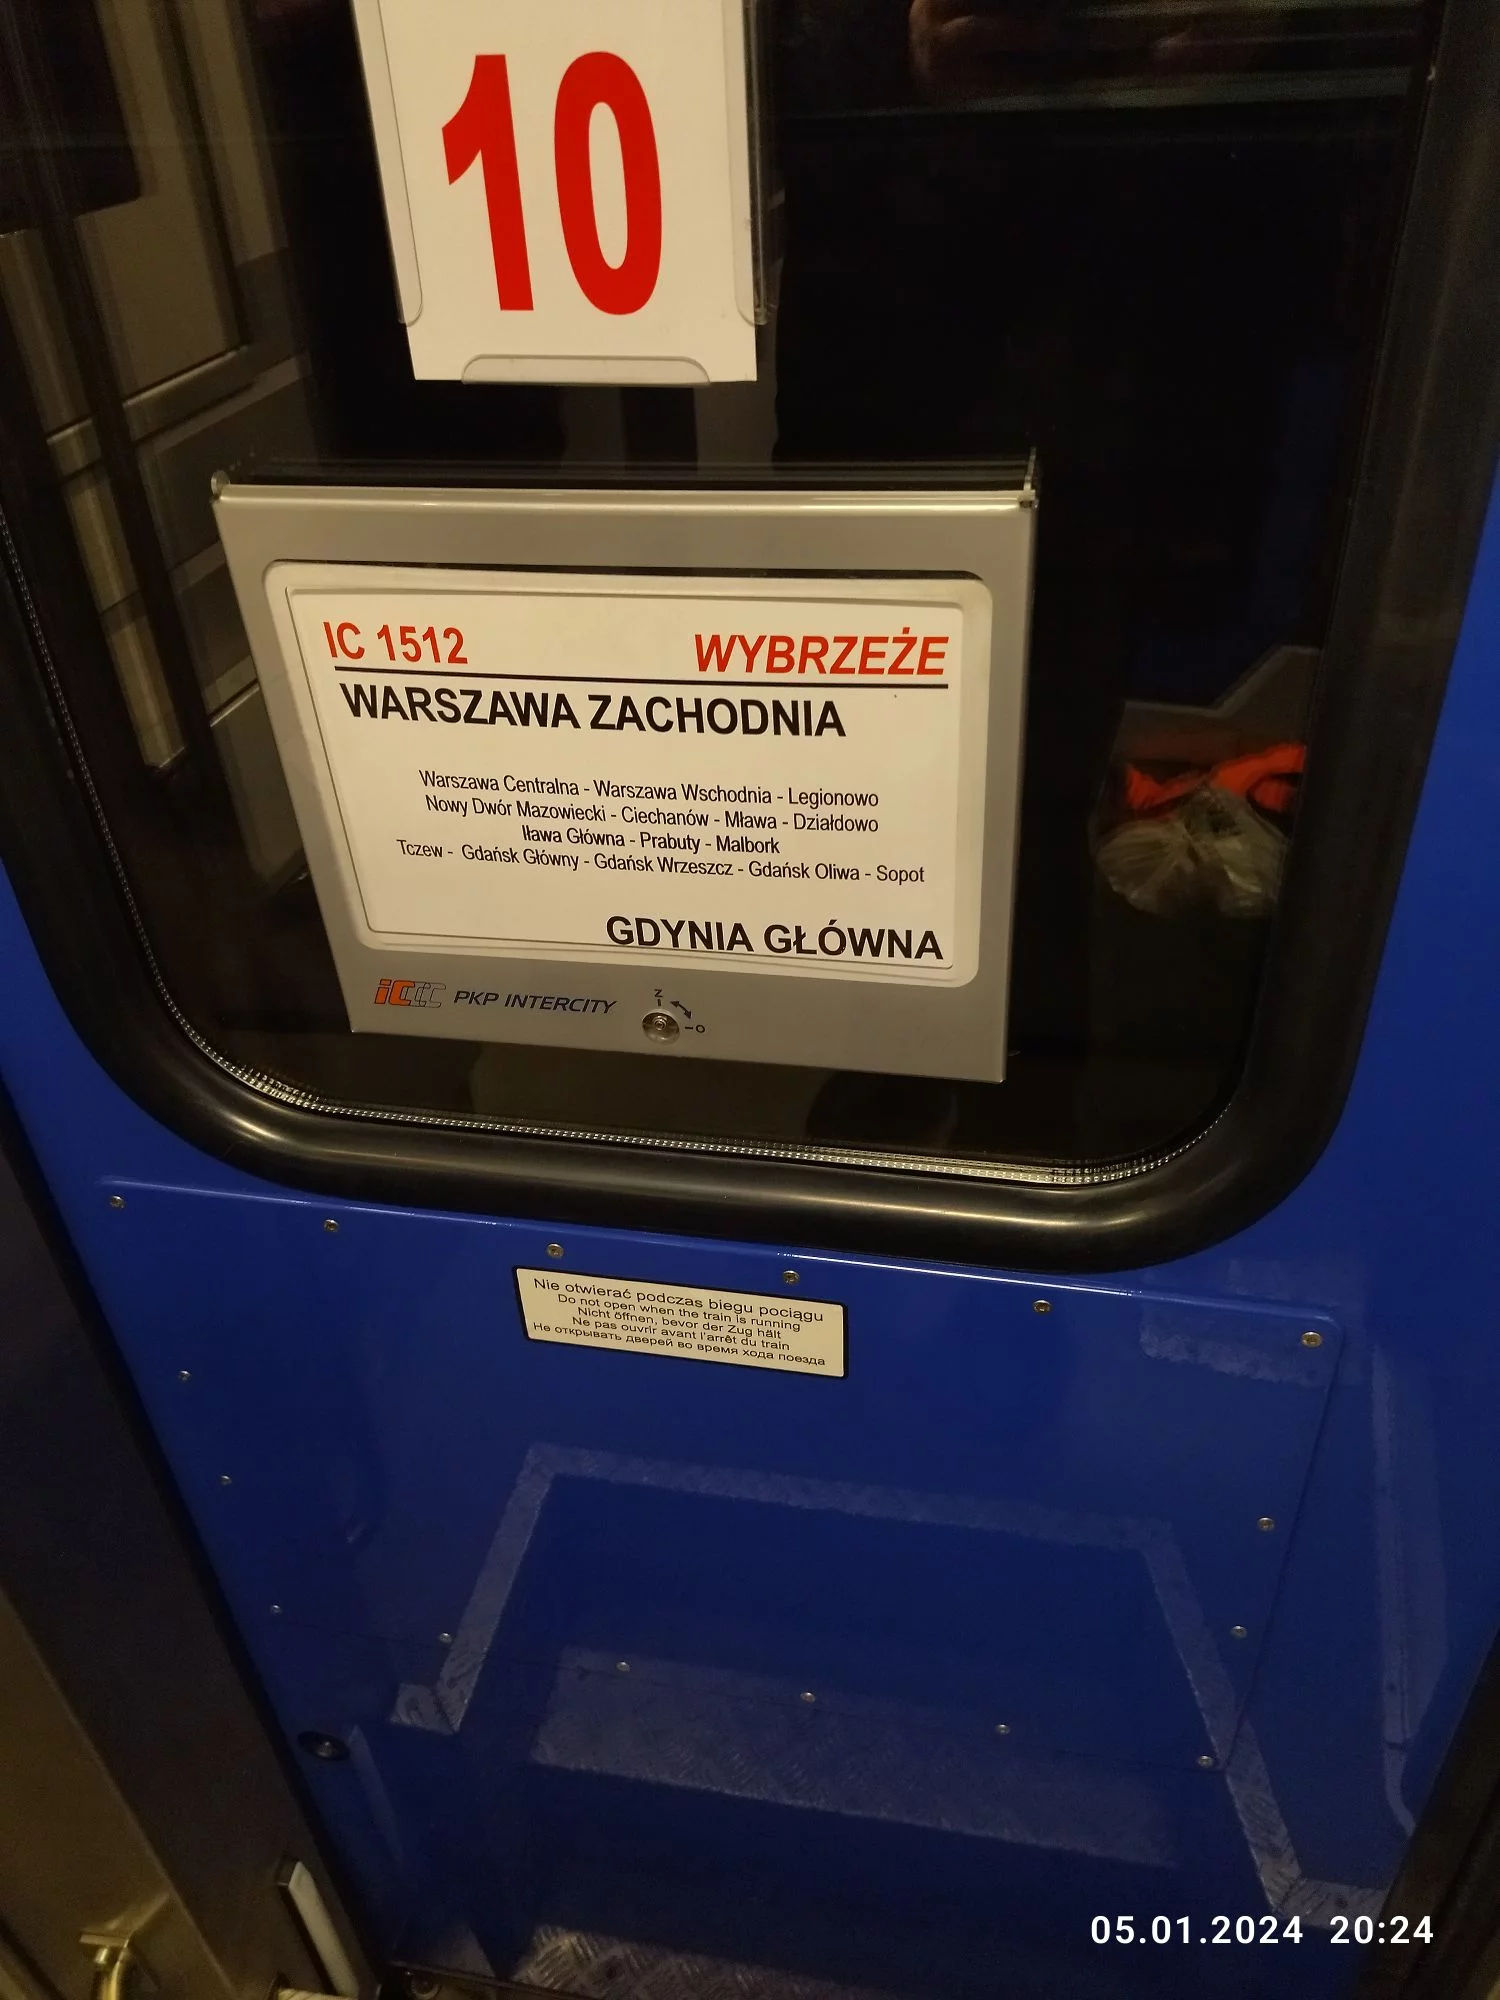 10
IC 1512 WYBRZEŻE
WARSZAWA ZACHODNIA
Warszawa Centralna - Warszawa Wschodnia - Legionowo
Nowy Dwór Mazowiecki - Ciechanów - Mława - Działdowo
Iława Główna - Prabuty - Malbork
Tczew - Gdańsk Główny - Gdańsk Wrzeszcz - Gdańsk Oliwa - Sopot
GDYNIA GŁÓWNA
IC PKP INTERCITY
Z
O
Nie otwierać podczas biegu pociągu
Do not open when the train is running
Nicht öffnen, bevor der Zug hält
Ne pas ouvrir avant l'arrêt du train
Не открывать дверей во время хода поезда
05.01.2024 20:24